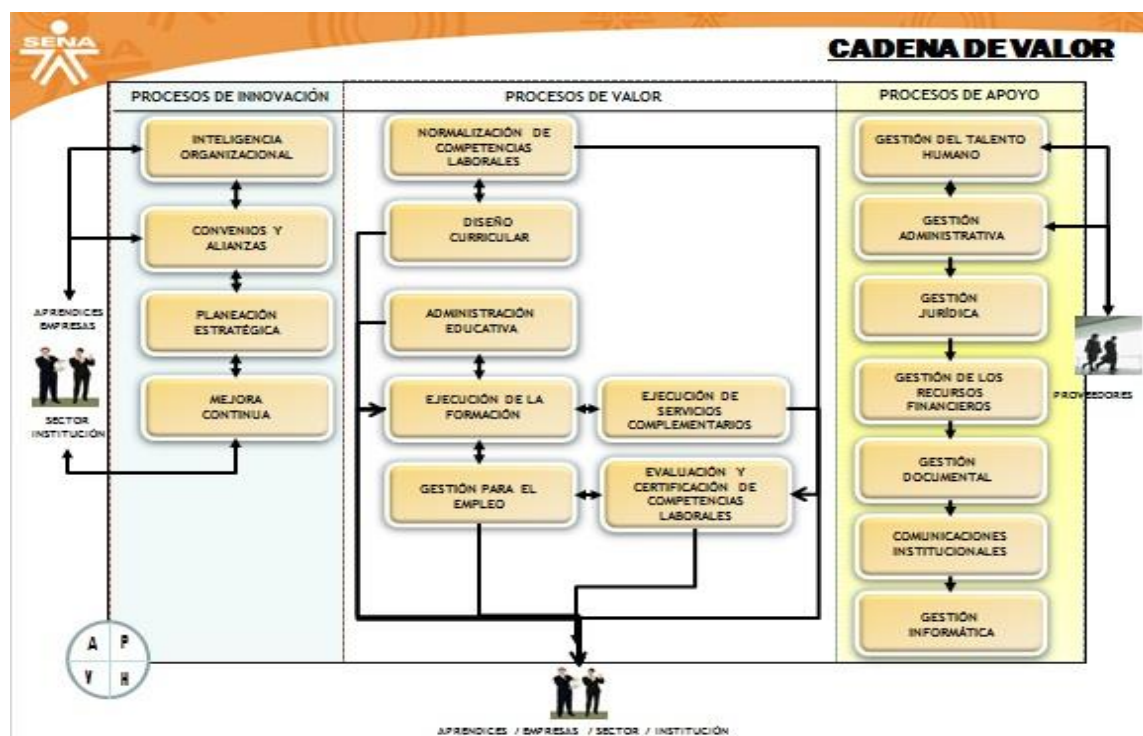 SENA
CADENA DE VALOR
PROCESOS DE INNOVACIÓN
INTELIGENCIA
ORGANIZACIONAL
CONVENIOS Y
ALIANZAS
PLANEACIÓN
ESTRATÉGICA
MEJORA
CONTINUA
APRENDICES
EMPRESAS
SECTOR
INSTITUCIÓN
PROCESOS DE VALOR
NORMALIZACIÓN DE
COMPETENCIAS
LABORALES
DISEÑO
CURRICULAR
ADMINISTRACIÓN
EDUCATIVA
EJECUCIÓN DE LA
FORMACIÓN
EJECUCIÓN DE
SERVICIOS
COMPLEMENTARIOS
GESTIÓN PARA EL
EMPLEO
EVALUACIÓN Y
CERTIFICACIÓN DE
COMPETENCIAS
LABORALES
PROCESOS DE APOYO
GESTIÓN DEL TALENTO
HUMANO
GESTIÓN
ADMINISTRATIVA
GESTIÓN
JURÍDICA
GESTIÓN DE LOS
RECURSOS
FINANCIEROS
GESTIÓN
DOCUMENTAL
COMUNICACIONES
INSTITUCIONALES
GESTIÓN
INFORMÁTICA
PROVEEDORES
A P
V H
APRENDICES / EMPRESAS / SECTOR / INSTITUCIÓN